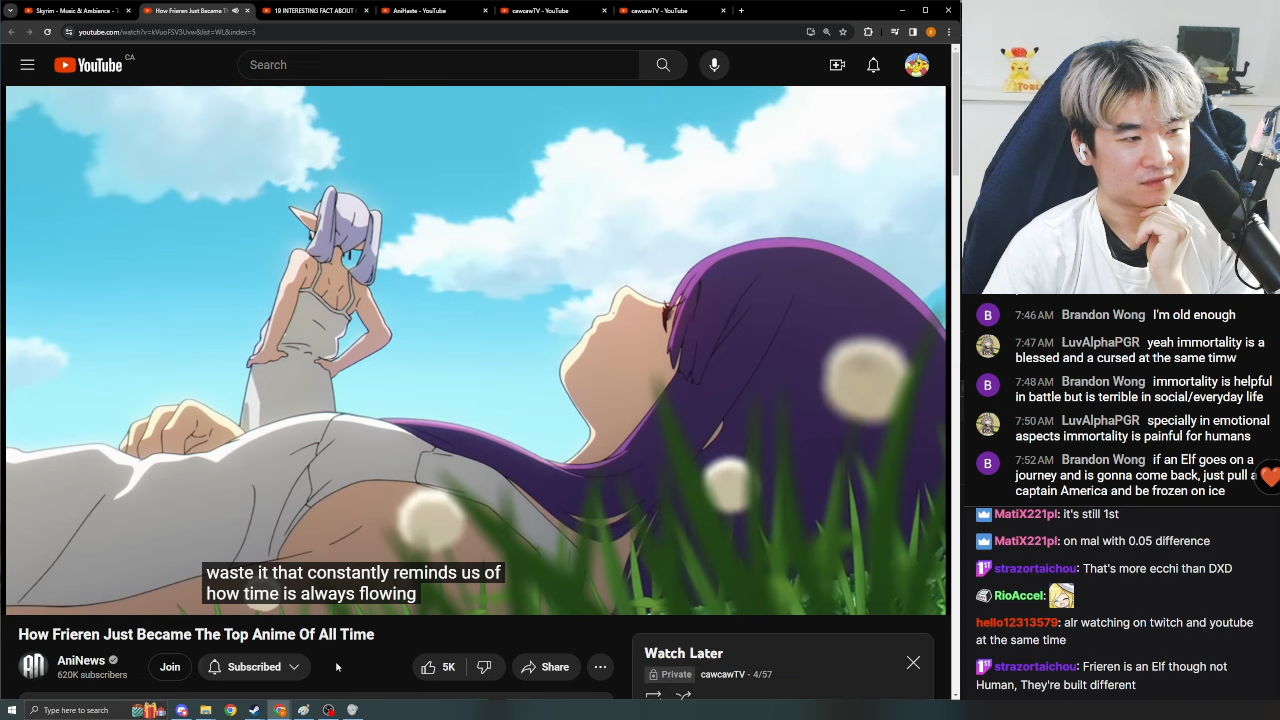 Skyrim - Music & Ambience - 
How Frieren Just Became T
19 INTERESTING FACT ABOUT
AniHaste - YouTube
cawcawTV - YouTube
cawcawTV - YouTube
youtube.com/watch?v=kVuoFSV3Uvw&list=WL&index=5
YouTube CA
Search
waste it that constantly reminds us of
how time is always flowing
How Frieren Just Became The Top Anime Of All Time
AniNews
620K subscribers
Join
Subscribed
5K
Share
Watch Later
Private
cawcawTV - 4/57
Type here to search
B 7:46 AM Brandon Wong I'm old enough
7:47 AM LuvAlphaPGR yeah immortality is a
blessed and a cursed at the same timw
B 7:48 AM Brandon Wong immortality is helpful
in battle but is terrible in social/everyday life
7:50 AM LuvAlphaPGR specially in emotional
aspects immortality is painful for humans
B 7:52 AM Brandon Wong if an Elf goes on a
journey and is gonna come back, just pull a
captain America and be frozen on ice
MatiX221pl: it's still 1st
MatiX221pl: on mal with 0.05 difference
1ST strazortaichou: That's more ecchi than DXD
RioAccel:
hello12313579: alr watching on twitch and youtube
at the same time
1ST strazortaichou: Frieren is an Elf though not
Human, They're built different